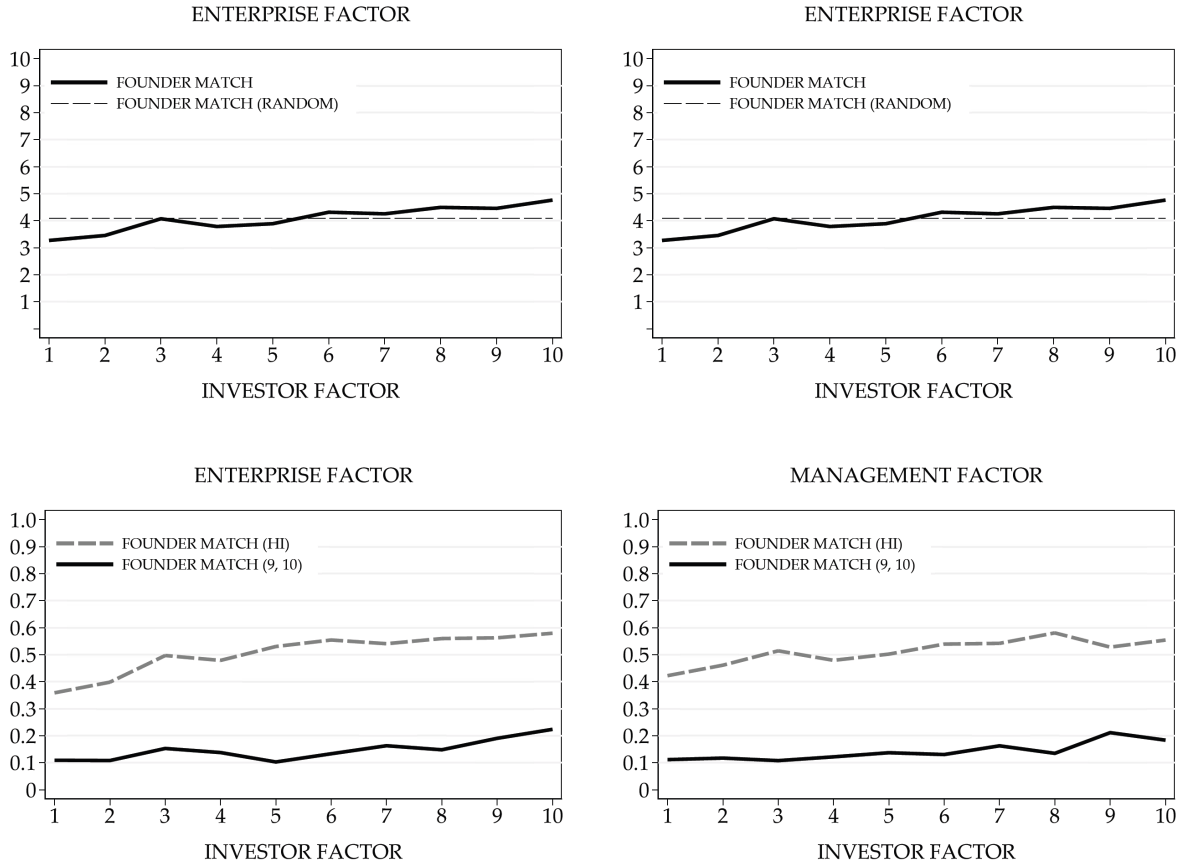 ENTERPRISE FACTOR
10
9
8
7
6
5
4
3
2
1
FOUNDER MATCH
FOUNDER MATCH (RANDOM)
1 2 3 4 5 6 7 8 9 10
INVESTOR FACTOR
ENTERPRISE FACTOR
10
9
8
7
6
5
4
3
2
1
FOUNDER MATCH
FOUNDER MATCH (RANDOM)
1 2 3 4 5 6 7 8 9 10
INVESTOR FACTOR
ENTERPRISE FACTOR
1.0
0.9
0.8
0.7
0.6
0.5
0.4
0.3
0.2
0.1
0
FOUNDER MATCH (HI)
FOUNDER MATCH (9, 10)
1 2 3 4 5 6 7 8 9 10
INVESTOR FACTOR
MANAGEMENT FACTOR
1.0
0.9
0.8
0.7
0.6
0.5
0.4
0.3
0.2
0.1
0
FOUNDER MATCH (HI)
FOUNDER MATCH (9, 10)
1 2 3 4 5 6 7 8 9 10
INVESTOR FACTOR